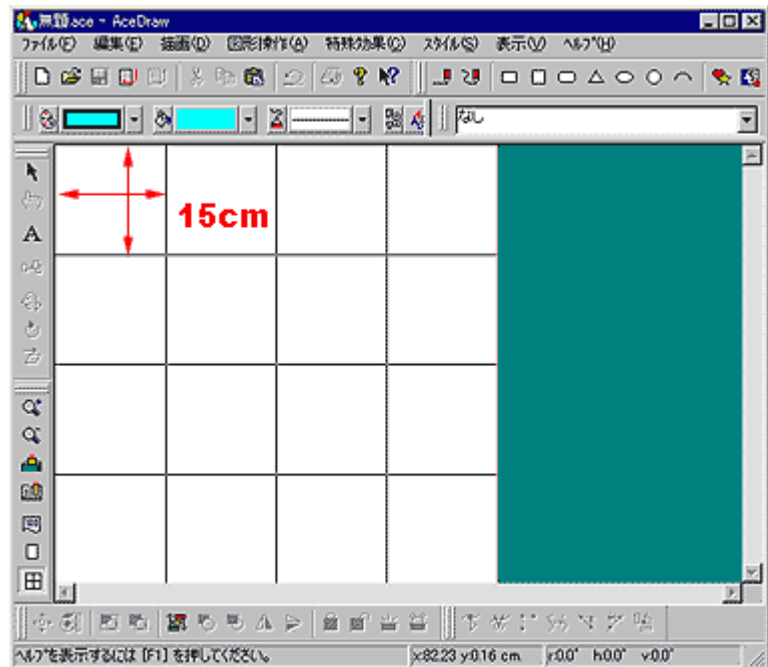 無題.ace - AceDraw
ファイル(F) 編集(E) 描画(D) 図形操作(A) 特殊効果(C) スタイル(S) 表示(V) ヘルプ(H)
なし
15cm
A
ヘルプを表示するには [F1] を押してください。 x:82.23 y:0.16 cm r:0.0° h:0.0° v:0.0°